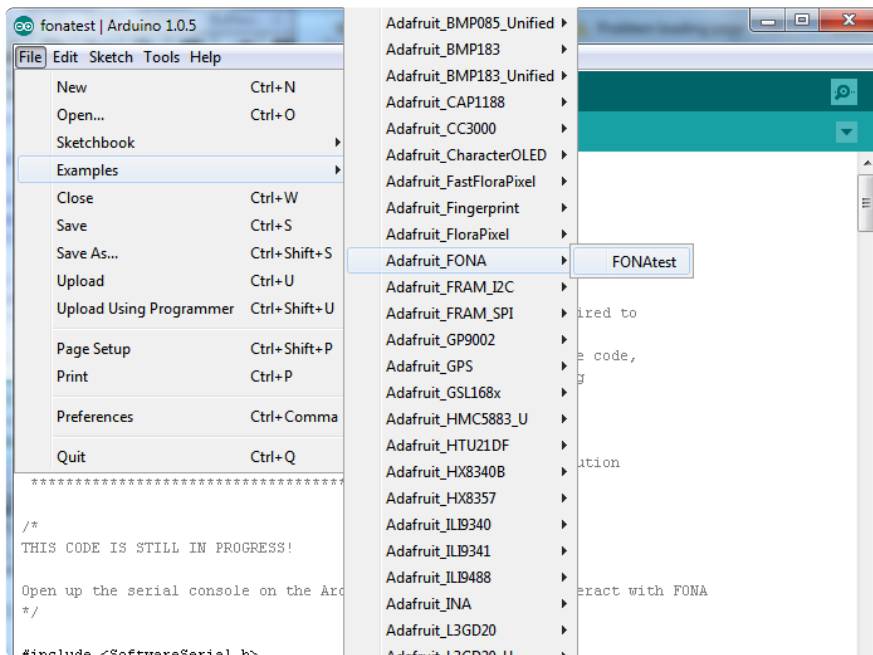 fonatest | Arduino 1.0.5
File Edit Sketch Tools Help
New Ctrl+N
Open... Ctrl+O
Sketchbook
Examples
Close Ctrl+W
Save Ctrl+S
Save As... Ctrl+Shift+S
Upload Ctrl+U
Upload Using Programmer Ctrl+Shift+U
Page Setup Ctrl+Shift+P
Print Ctrl+P
Preferences Ctrl+Comma
Quit Ctrl+Q
Adafruit_BMP085_Unified
Adafruit_BMP183
Adafruit_BMP183_Unified
Adafruit_CAP1188
Adafruit_CC3000
Adafruit_CharacterOLED
Adafruit_FastFloraPixel
Adafruit_Fingerprint
Adafruit_FloraPixel
Adafruit_FONA
Adafruit_FRAM_I2C
Adafruit_FRAM_SPI
Adafruit_GP9002
Adafruit_GPS
Adafruit_GSL168x
Adafruit_HMC5883_U
Adafruit_HTU21DF
Adafruit_HX8340B
Adafruit_HX8357
Adafruit_ILI9340
Adafruit_ILI9341
Adafruit_ILI9488
Adafruit_INA
Adafruit_L3GD20
Adafruit_L3GD20_U
FONAtest
ired to
e code,
g
ution
************************************
/*
THIS CODE IS STILL IN PROGRESS!
Open up the serial console on the Ard eract with FONA
*/
#include <SoftwareSerial.h>